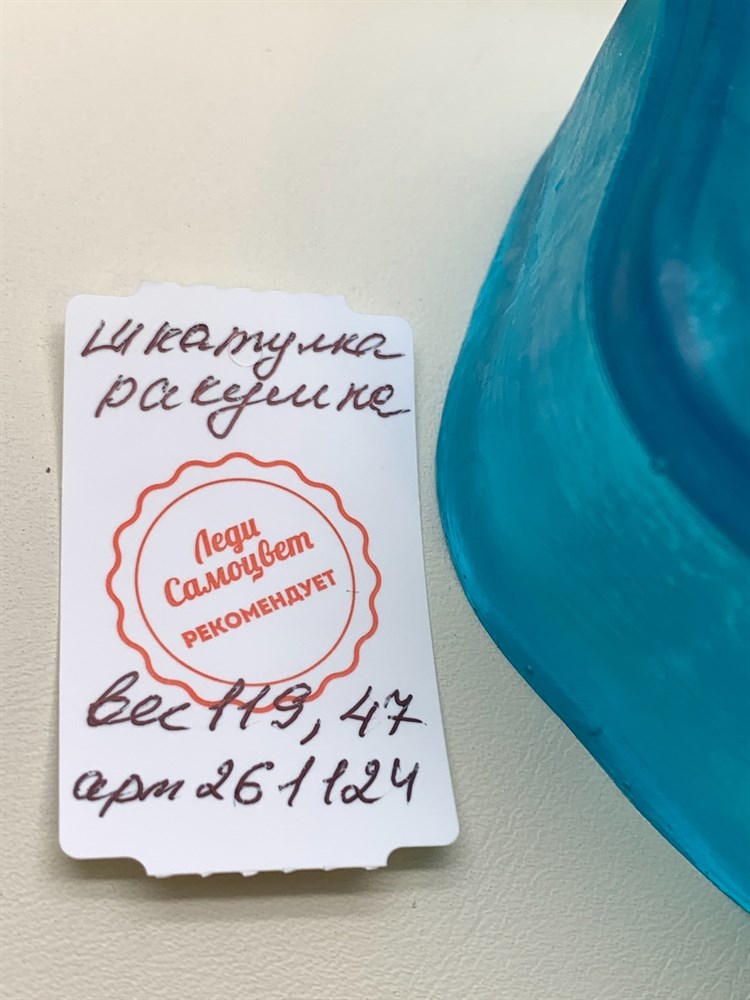 шкатулка
ракушка
Леди
Самоцвет
РЕКОМЕНДУЕТ
вес 119,47
арт 261124